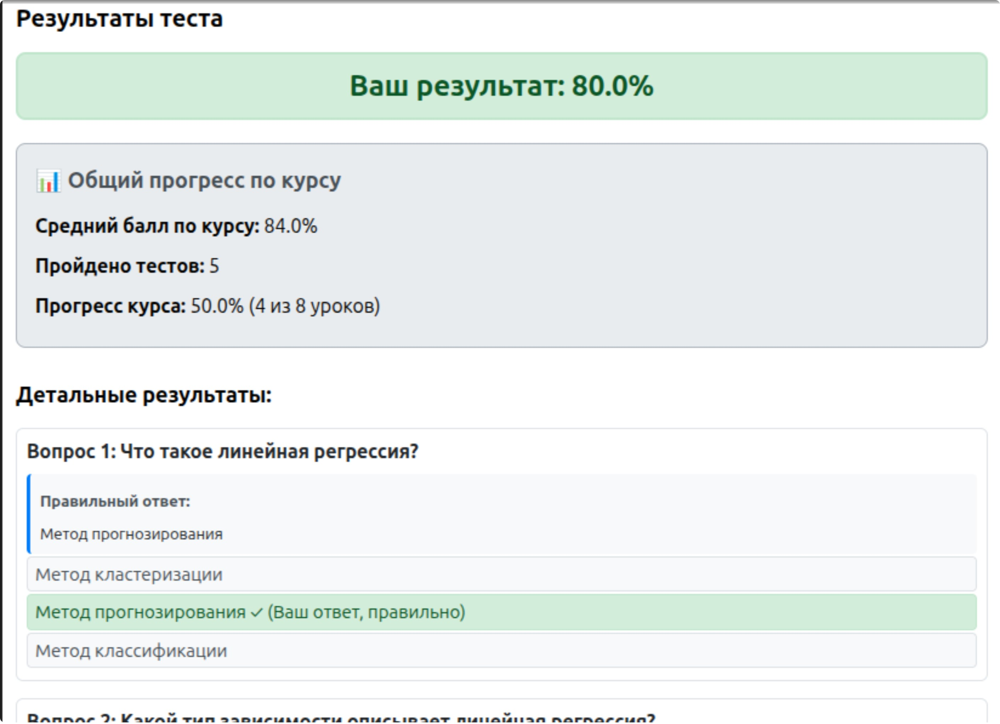 Результаты теста
Ваш результат: 80.0%
Общий прогресс по курсу
Средний балл по курсу: 84.0%
Пройдено тестов: 5
Прогресс курса: 50.0% (4 из 8 уроков)
Детальные результаты:
Вопрос 1: Что такое линейная регрессия?
Правильный ответ:
Метод прогнозирования
Метод кластеризации
Метод прогнозирования ✓ (Ваш ответ, правильно)
Метод классификации
Вопрос 2: Какой тип зависимости описывает линейная регрессия?